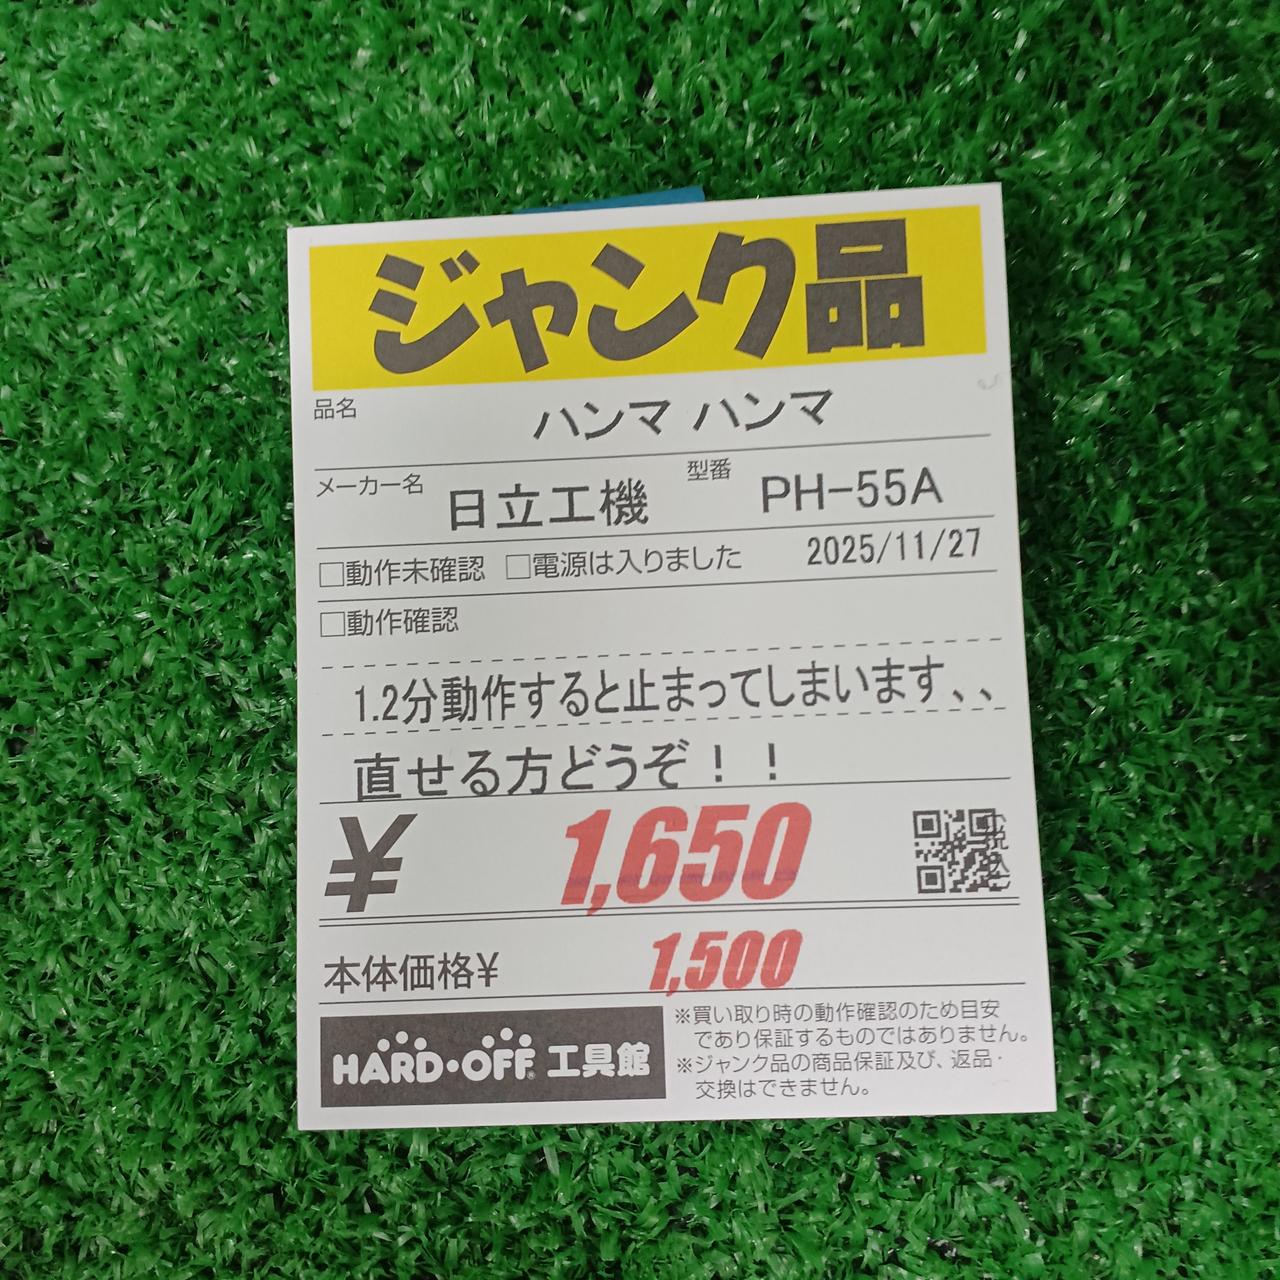 ジャンク品
品名 ハンマ ハンマ
メーカー名 日立工機 型番 PH-55A
□動作未確認 □電源は入りました 2025/11/27
□動作確認
1.2分動作すると止まってしまいます、、
直せる方どうぞ！！
¥ 1,650
本体価格¥ 1,500
HARD・OFF® 工具館
※買い取り時の動作確認のため目安
であり保証するものではありません。
※ジャンク品の商品保証及び、返品・
交換はできません。